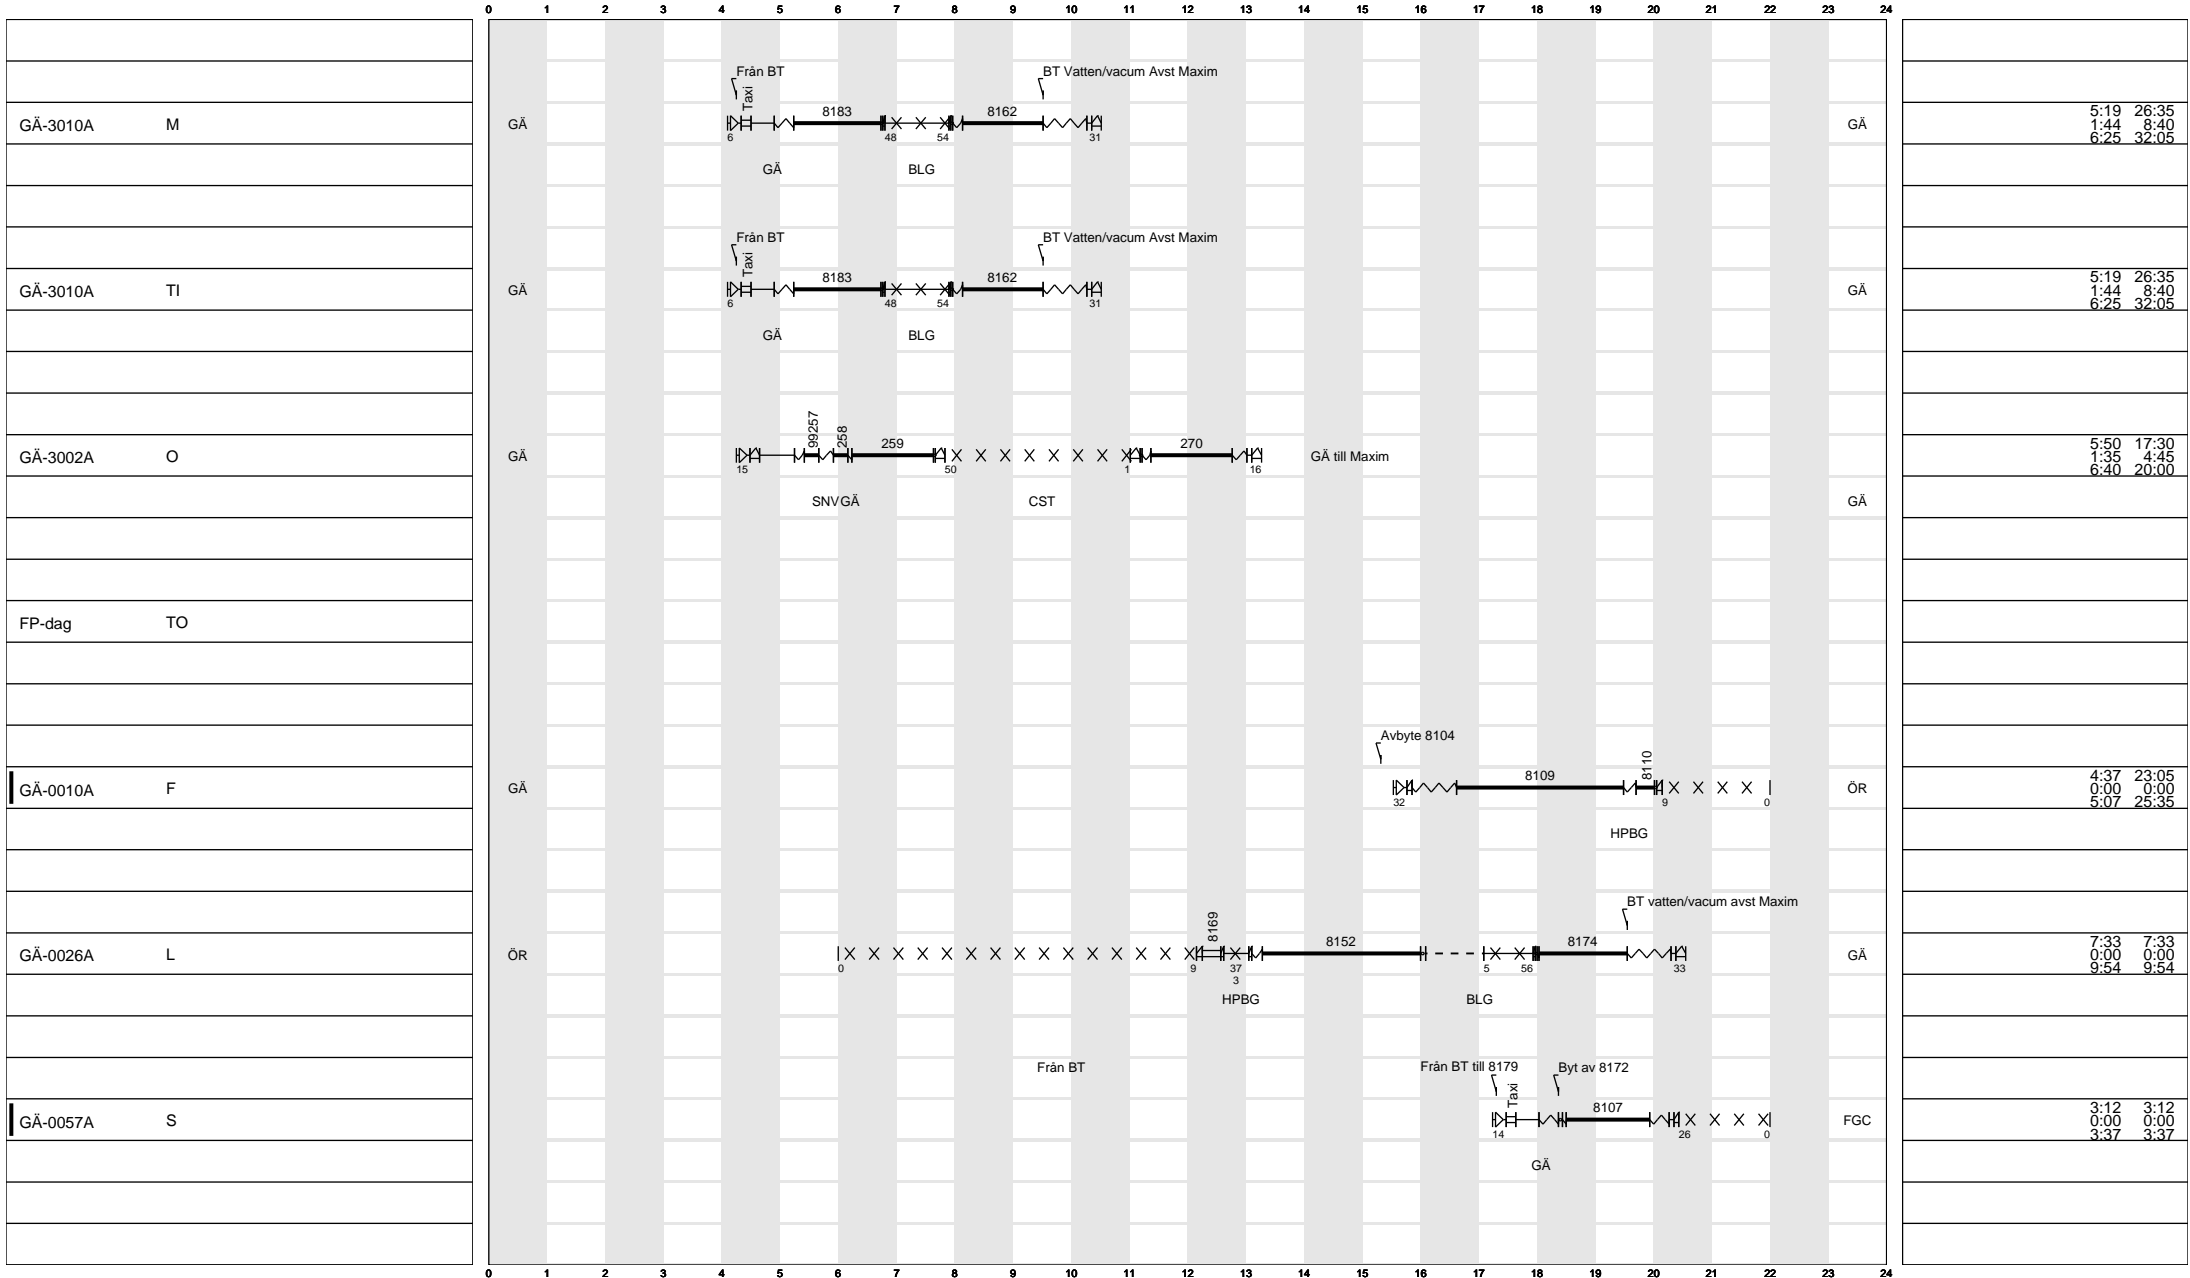 0 1 2 3 4 5 6 7 8 9 10 11 12 13 14 15 16 17 18 19 20 21 22 23 24
Från BT BT Vatten/vacum Avst Maxim
Taxi 8183 8162
GÄ-3010A M GÄ GÄ
5:19 26:35
1:44 8:40
6:25 32:05
6 48 54 31
GÄ BLG
Från BT BT Vatten/vacum Avst Maxim
Taxi 8183 8162
GÄ-3010A TI GÄ GÄ
5:19 26:35
1:44 8:40
6:25 32:05
6 48 54 31
GÄ BLG
99257 258 259 270
GÄ-3002A O GÄ GÄ till Maxim
5:50 17:30
1:35 4:45
6:40 20:00
15 50 1 16
SNV GÄ CST GÄ
FP-dag TO
Avbyte 8104
8109 8110
GÄ-0010A F GÄ ÖR
4:37 23:05
0:00 0:00
5:07 25:35
32 9 0
HPBG
BT vatten/vacum avst Maxim
8169 8152 8174
GÄ-0026A L ÖR GÄ
7:33 7:33
0:00 0:00
9:54 9:54
0 9 37 5 56 33
3
HPBG BLG
Från BT Från BT till 8179 Byt av 8172
Taxi 8107
GÄ-0057A S FGC
3:12 3:12
0:00 0:00
3:37 3:37
14 26 0
GÄ
0 1 2 3 4 5 6 7 8 9 10 11 12 13 14 15 16 17 18 19 20 21 22 23 24